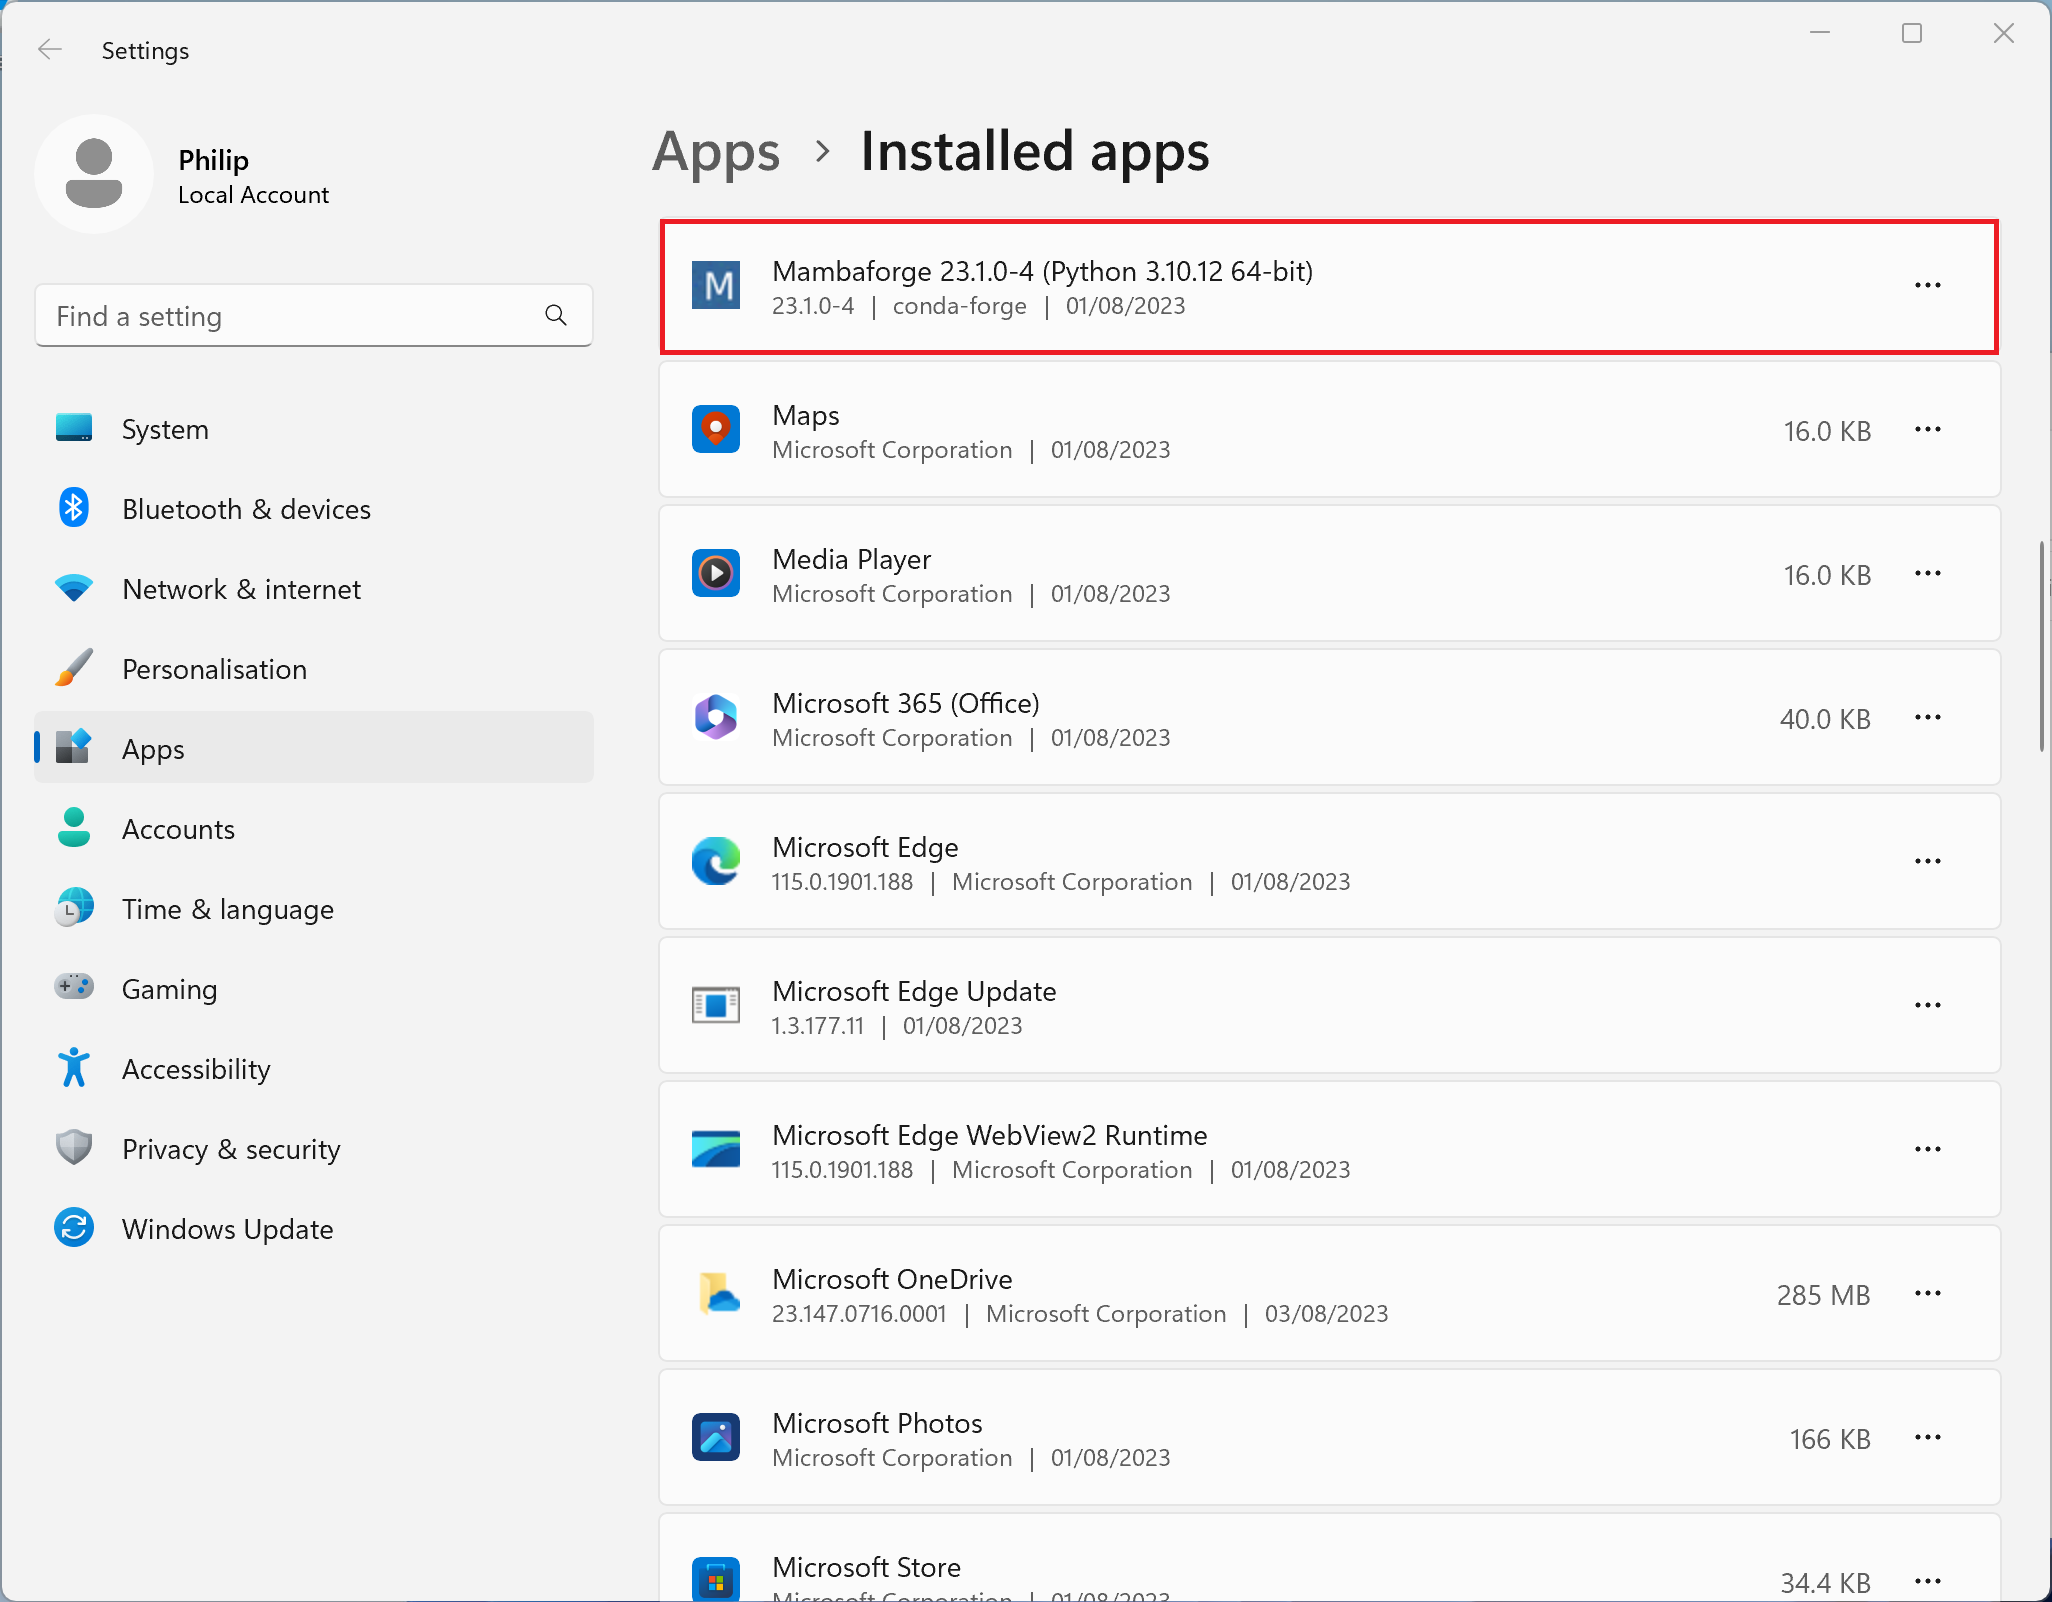 Settings
Philip
Local Account
Find a setting
System
Bluetooth & devices
Network & internet
Personalisation
Apps
Accounts
Time & language
Gaming
Accessibility
Privacy & security
Windows Update
Apps > Installed apps
M
Mambaforge 23.1.0-4 (Python 3.10.12 64-bit)
23.1.0-4 | conda-forge | 01/08/2023
Maps
Microsoft Corporation | 01/08/2023
16.0 KB
Media Player
Microsoft Corporation | 01/08/2023
16.0 KB
Microsoft 365 (Office)
Microsoft Corporation | 01/08/2023
40.0 KB
Microsoft Edge
115.0.1901.188 | Microsoft Corporation | 01/08/2023
Microsoft Edge Update
1.3.177.11 | 01/08/2023
Microsoft Edge WebView2 Runtime
115.0.1901.188 | Microsoft Corporation | 01/08/2023
Microsoft OneDrive
23.147.0716.0001 | Microsoft Corporation | 03/08/2023
285 MB
Microsoft Photos
Microsoft Corporation | 01/08/2023
166 KB
Microsoft Store
Microsoft Corporation | 01/08/2023
34.4 KB